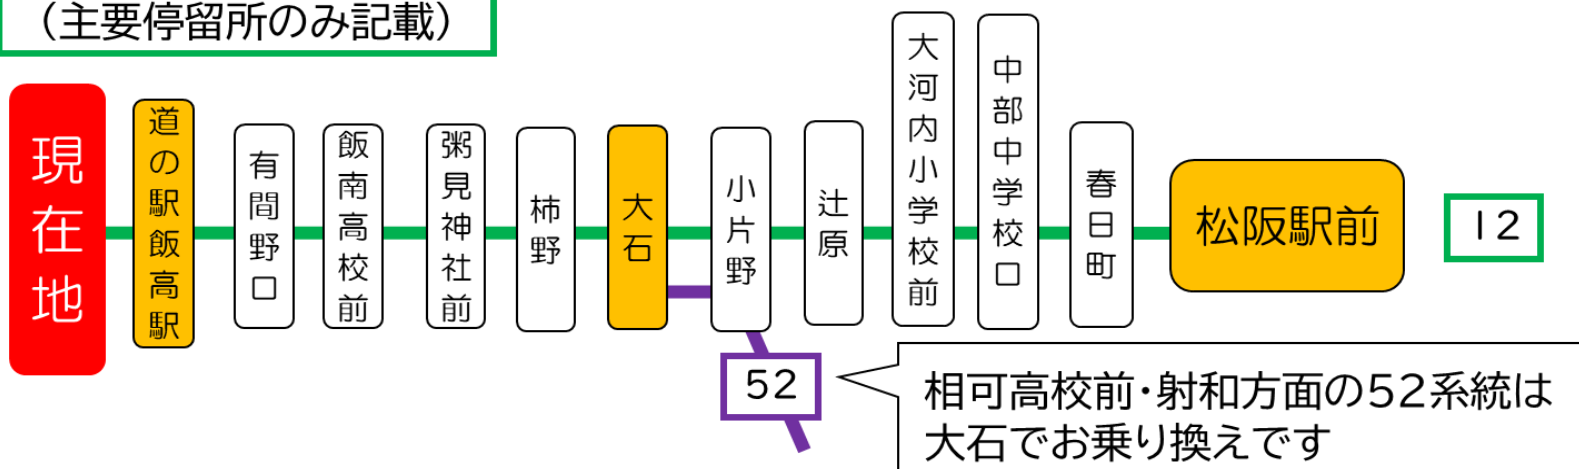 （主要停留所のみ記載）
現在地
道の駅飯高駅
有間野口
飯南高校前
粥見神社前
柿野
大石
小片野
辻原
大河内小学校前
中部中学校口
春日町
松阪駅前
12
52
相可高校前・射和方面の52系統は
大石でお乗り換えです